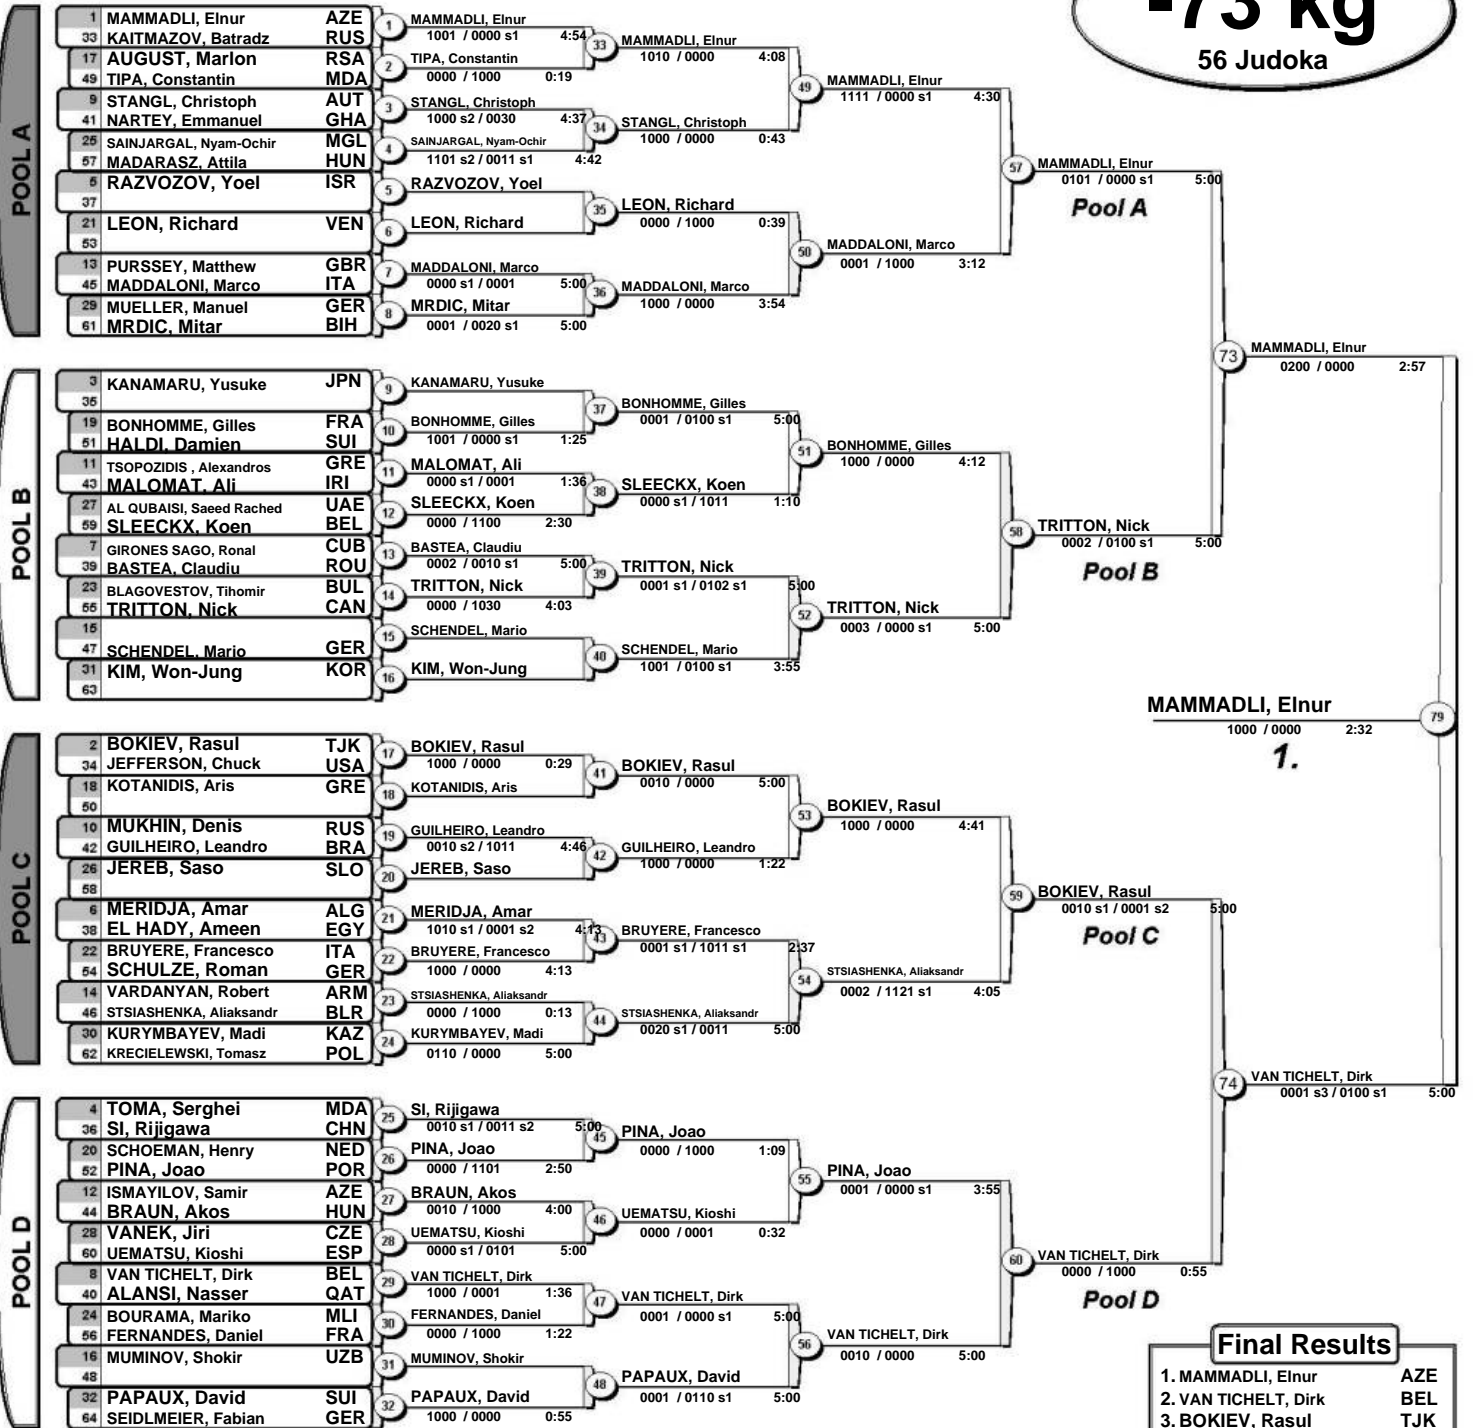 -73 kg
56 Judoka
POOL A
1 MAMMADLI, Elnur AZE
33 KAITMAZOV, Batradz RUS
17 AUGUST, Marlon RSA
49 TIPA, Constantin MDA
9 STANGL, Christoph AUT
41 NARTEY, Emmanuel GHA
25 SAINJARGAL, Nyam-Ochir MGL
57 MADARASZ, Attila HUN
5 RAZVOZOV, Yoel ISR
37
21 LEON, Richard VEN
53
13 PURSSEY, Matthew GBR
45 MADDALONI, Marco ITA
29 MUELLER, Manuel GER
61 MRDIC, Mitar BIH
1 MAMMADLI, Elnur
1001 / 0000 s1 4:54
2 TIPA, Constantin
0000 / 1000 0:19
3 STANGL, Christoph
1000 s2 / 0030 4:37
4 SAINJARGAL, Nyam-Ochir
1101 s2 / 0011 s1 4:42
5 RAZVOZOV, Yoel
6 LEON, Richard
7 MADDALONI, Marco
0000 s1 / 0001 5:00
8 MRDIC, Mitar
0001 / 0020 s1 5:00
33 MAMMADLI, Elnur
1010 / 0000 4:08
34 STANGL, Christoph
1000 / 0000 0:43
35 LEON, Richard
0000 / 1000 0:39
36 MADDALONI, Marco
1000 / 0000 3:54
49 MAMMADLI, Elnur
1111 / 0000 s1 4:30
50 MADDALONI, Marco
0001 / 1000 3:12
57 MAMMADLI, Elnur
0101 / 0000 s1 5:00
Pool A
POOL B
3 KANAMARU, Yusuke JPN
35
19 BONHOMME, Gilles FRA
51 HALDI, Damien SUI
11 TSOPOZIDIS , Alexandros GRE
43 MALOMAT, Ali IRI
27 AL QUBAISI, Saeed Rached UAE
59 SLEECKX, Koen BEL
7 GIRONES SAGO, Ronal CUB
39 BASTEA, Claudiu ROU
23 BLAGOVESTOV, Tihomir BUL
55 TRITTON, Nick CAN
15
47 SCHENDEL, Mario GER
31 KIM, Won-Jung KOR
63
9 KANAMARU, Yusuke
10 BONHOMME, Gilles
1001 / 0000 s1 1:25
11 MALOMAT, Ali
0000 s1 / 0001 1:36
12 SLEECKX, Koen
0000 / 1100 2:30
13 BASTEA, Claudiu
0002 / 0010 s1 5:00
14 TRITTON, Nick
0000 / 1030 4:03
15 SCHENDEL, Mario
16 KIM, Won-Jung
37 BONHOMME, Gilles
0001 / 0100 s1 5:00
38 SLEECKX, Koen
0000 s1 / 1011 1:10
39 TRITTON, Nick
0001 s1 / 0102 s1 5:00
40 SCHENDEL, Mario
1001 / 0100 s1 3:55
51 BONHOMME, Gilles
1000 / 0000 4:12
52 TRITTON, Nick
0003 / 0000 s1 5:00
58 TRITTON, Nick
0002 / 0100 s1 5:00
Pool B
73 MAMMADLI, Elnur
0200 / 0000 2:57
MAMMADLI, Elnur 79
1000 / 0000 2:32
1.
POOL C
2 BOKIEV, Rasul TJK
34 JEFFERSON, Chuck USA
18 KOTANIDIS, Aris GRE
50
10 MUKHIN, Denis RUS
42 GUILHEIRO, Leandro BRA
26 JEREB, Saso SLO
58
6 MERIDJA, Amar ALG
38 EL HADY, Ameen EGY
22 BRUYERE, Francesco ITA
54 SCHULZE, Roman GER
14 VARDANYAN, Robert ARM
46 STSIASHENKA, Aliaksandr BLR
30 KURYMBAYEV, Madi KAZ
62 KRECIELEWSKI, Tomasz POL
17 BOKIEV, Rasul
1000 / 0000 0:29
18 KOTANIDIS, Aris
19 GUILHEIRO, Leandro
0010 s2 / 1011 4:46
20 JEREB, Saso
21 MERIDJA, Amar
1010 s1 / 0001 s2 4:13
22 BRUYERE, Francesco
1000 / 0000 4:13
23 STSIASHENKA, Aliaksandr
0000 / 1000 0:13
24 KURYMBAYEV, Madi
0110 / 0000 5:00
41 BOKIEV, Rasul
0010 / 0000 5:00
42 GUILHEIRO, Leandro
1000 / 0000 1:22
43 BRUYERE, Francesco
0001 s1 / 1011 s1 2:37
44 STSIASHENKA, Aliaksandr
0020 s1 / 0011 5:00
53 BOKIEV, Rasul
1000 / 0000 4:41
54 STSIASHENKA, Aliaksandr
0002 / 1121 s1 4:05
59 BOKIEV, Rasul
0010 s1 / 0001 s2 5:00
Pool C
POOL D
4 TOMA, Serghei MDA
36 SI, Rijigawa CHN
20 SCHOEMAN, Henry NED
52 PINA, Joao POR
12 ISMAYILOV, Samir AZE
44 BRAUN, Akos HUN
28 VANEK, Jiri CZE
60 UEMATSU, Kioshi ESP
8 VAN TICHELT, Dirk BEL
40 ALANSI, Nasser QAT
24 BOURAMA, Mariko MLI
56 FERNANDES, Daniel FRA
16 MUMINOV, Shokir UZB
48
32 PAPAUX, David SUI
64 SEIDLMEIER, Fabian GER
25 SI, Rijigawa
0010 s1 / 0011 s2 5:00
26 PINA, Joao
0000 / 1101 2:50
27 BRAUN, Akos
0010 / 1000 4:00
28 UEMATSU, Kioshi
0000 s1 / 0101 5:00
29 VAN TICHELT, Dirk
1000 / 0001 1:36
30 FERNANDES, Daniel
0000 / 1000 1:22
31 MUMINOV, Shokir
32 PAPAUX, David
1000 / 0000 0:55
45 PINA, Joao
0000 / 1000 1:09
46 UEMATSU, Kioshi
0000 / 0001 0:32
47 VAN TICHELT, Dirk
0001 / 0000 s1 5:00
48 PAPAUX, David
0001 / 0110 s1 5:00
55 PINA, Joao
0001 / 0000 s1 3:55
56 VAN TICHELT, Dirk
0010 / 0000 5:00
60 VAN TICHELT, Dirk
0000 / 1000 0:55
Pool D
74 VAN TICHELT, Dirk
0001 s3 / 0100 s1 5:00
Final Results
1. MAMMADLI, Elnur AZE
2. VAN TICHELT, Dirk BEL
3. BOKIEV, Rasul TJK